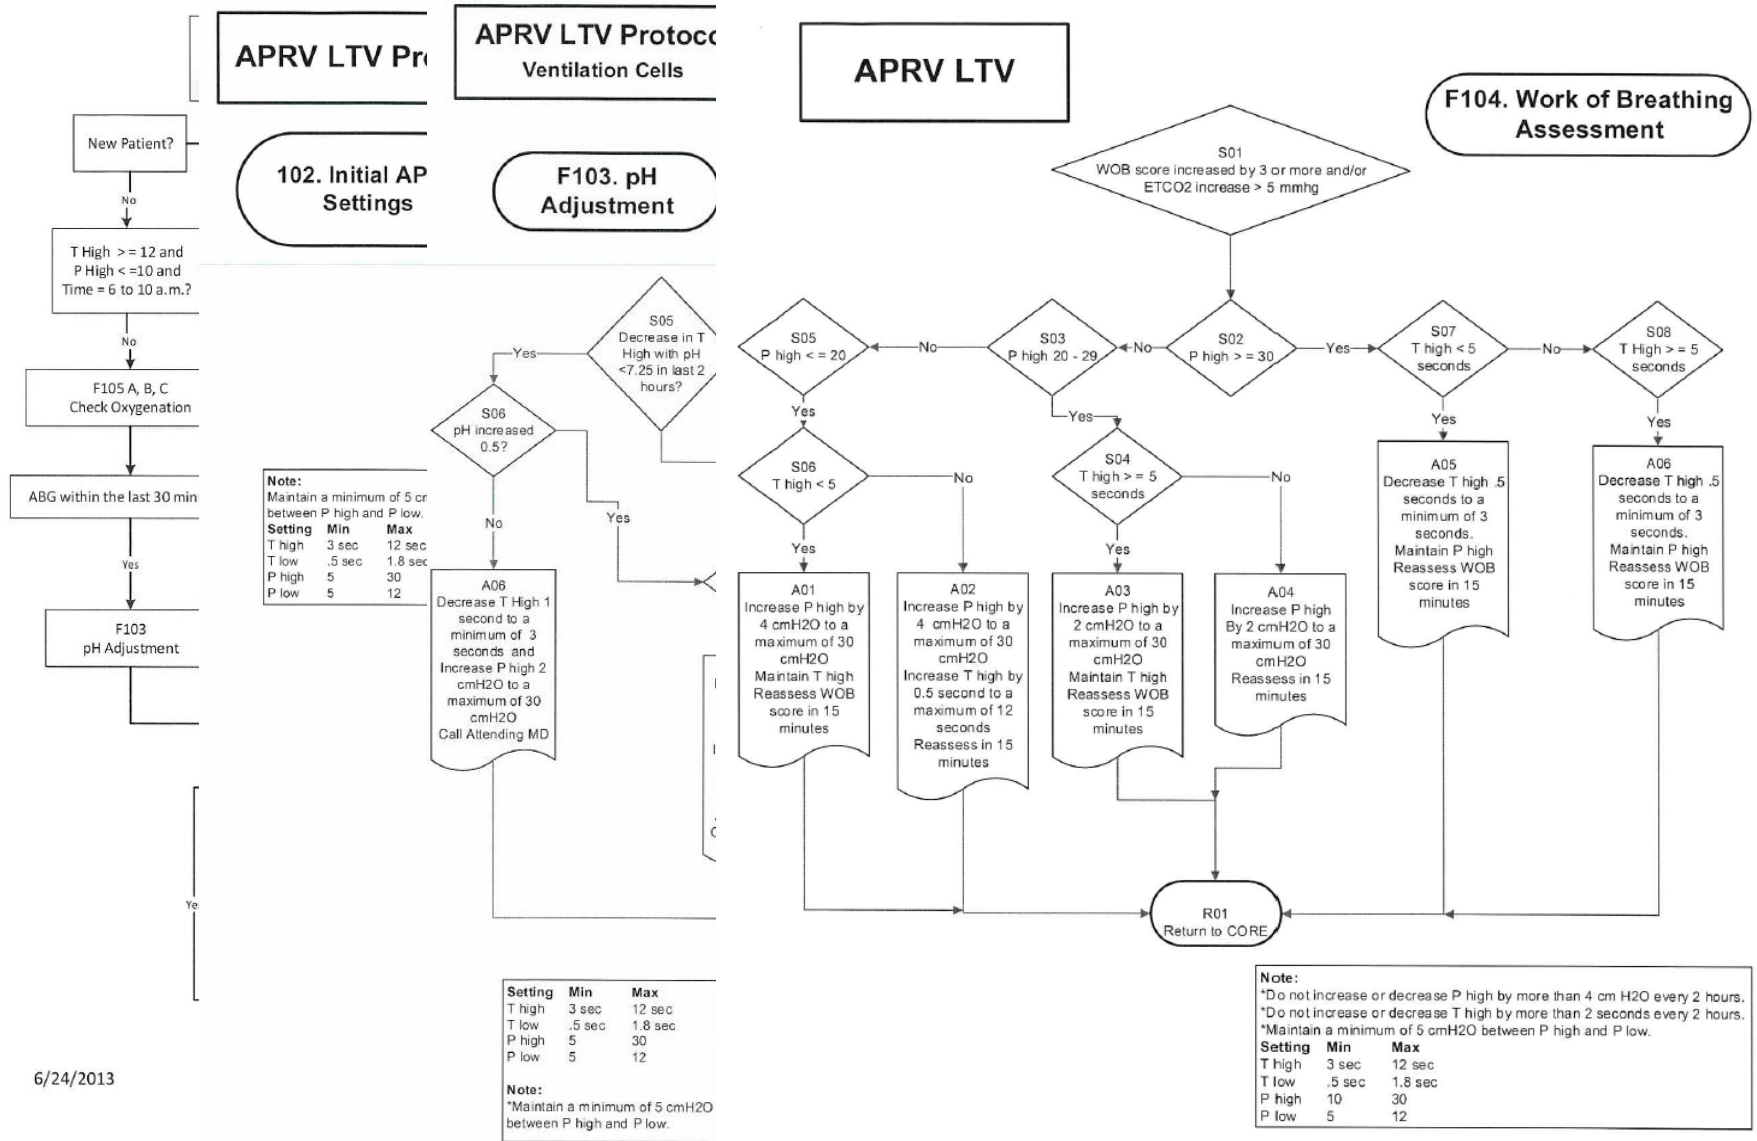 New Patient?
No
T High > = 12 and
P High < =10 and
Time = 6 to 10 a.m.?
No
F105 A, B, C
Check Oxygenation
ABG within the last 30 min
Yes
F103
pH Adjustment
Yes
6/24/2013
APRV LTV
102. Initial
Settings
Note:
Maintain a minimum of 5
between P high and P low.
Setting Min Max
T high 3 sec 12 sec
T low .5 sec 1.8 sec
P high 5 30
P low 5 12
APRV LTV
Ventilation Cells
F103. pH
Adjustment
S05
Decrease in T
High with pH
<7.25 in last 2
hours?
Yes
S06
pH increased
0.5?
No
Yes
A06
Decrease T High 1
second to a
minimum of 3
seconds and
Increase P high 2
cmH2O to a
maximum of 30
cmH2O
Call Attending MD
Setting Min Max
T high 3 sec 12 sec
T low .5 sec 1.8 sec
P high 5 30
P low 5 12
Note:
*Maintain a minimum of 5 cmH2O
between P high and P low.
APRV LTV
F104. Work of Breathing
Assessment
S01
WOB score increased by 3 or more and/or
ETCO2 increase > 5 mmhg
S05
P high < = 20
No
S03
P high 20 - 29
No
S02
P high > = 30
Yes
S07
T high < 5
seconds
No
S08
T High > = 5
seconds
Yes
S06
T high < 5
No
Yes
Yes
S04
T high > = 5
seconds
No
Yes
Yes
Yes
A01
Increase P high by
4 cmH2O to a
maximum of 30
cmH2O
Maintain T high
Reassess WOB
score in 15
minutes
A02
Increase P high by
4 cmH2O to a
maximum of 30
cmH2O
Increase T high by
0.5 second to a
maximum of 12
seconds
Reassess in 15
minutes
A03
Increase P high by
2 cmH2O to a
maximum of 30
cmH2O
Maintain T high
Reassess WOB
score in 15
minutes
A04
Increase P high
By 2 cmH2O to a
maximum of 30
cmH2O
Reassess in 15
minutes
A05
Decrease T high .5
seconds to a
minimum of 3
seconds.
Maintain P high
Reassess WOB
score in 15
minutes
A06
Decrease T high .5
seconds to a
minimum of 3
seconds.
Maintain P high
Reassess WOB
score in 15
minutes
R01
Return to CORE
Note:
*Do not increase or decrease P high by more than 4 cm H2O every 2 hours.
*Do not increase or decrease T high by more than 2 seconds every 2 hours.
*Maintain a minimum of 5 cmH2O between P high and P low.
Setting Min Max
T high 3 sec 12 sec
T low .5 sec 1.8 sec
P high 10 30
P low 5 12